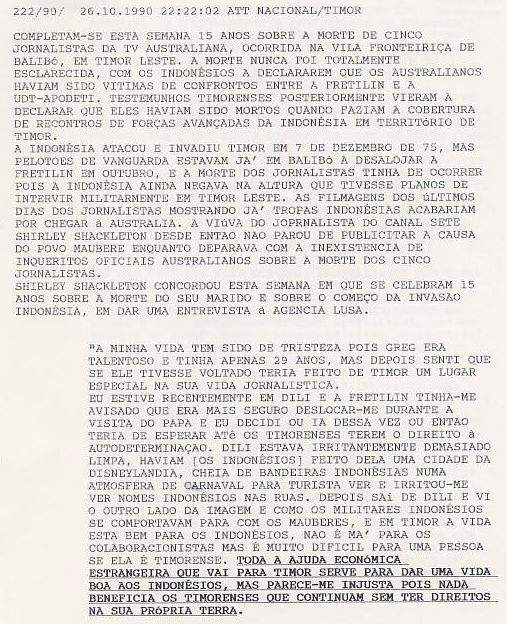 222/90/  26.10.1990 22:22:02 ATT NACIONAL/TIMOR
COMPLETAM-SE ESTA SEMANA 15 ANOS SOBRE A MORTE DE CINCO
JORNALISTAS DA TV AUSTRALIANA, OCORRIDA NA VILA FRONTEIRIÇA DE
BALIBó, EM TIMOR LESTE. A MORTE NUNCA FOI TOTALMENTE
ESCLARECIDA, COM OS INDONÉSIOS A DECLARAREM QUE OS AUSTRALIANOS
HAVIAM SIDO VITIMAS DE CONFRONTOS ENTRE A FRETILIN E A
UDT-APODETI. TESTEMUNHOS TIMORENSES POSTERIORMENTE VIERAM A
DECLARAR QUE ELES HAVIAM SIDO MORTOS QUANDO FAZIAM A COBERTURA
DE RECONTROS DE FORÇAS AVANÇADAS DA INDONÉSIA EM TERRITóRIO DE
TIMOR.
A INDONÉSIA ATACOU E INVADIU TIMOR EM 7 DE DEZEMBRO DE 75, MAS
PELOTÕES DE VANGUARDA ESTAVAM JA' EM BALIBó A DESALOJAR A
FRETILIN EM OUTUBRO, E A MORTE DOS JORNALISTAS TINHA DE OCORRER
POIS A INDONÉSIA AINDA NEGAVA NA ALTURA QUE TIVESSE PLANOS DE
INTERVIR MILITARMENTE EM TIMOR LESTE. AS FILMAGENS DOS úLTIMOS
DIAS DOS JORNALISTAS MOSTRANDO JA' TROPAS INDONÉSIAS ACABARIAM
POR CHEGAR à AUSTRALIA. A VIúVA DO JOPRNALISTA DO CANAL SETE
SHIRLEY SHACKLETON DESDE ENTAO NAO PAROU DE PUBLICITAR A CAUSA
DO POVO MAUBERE ENQUANTO DEPARAVA COM A INEXISTENCIA DE
INQUERITOS OFICIAIS AUSTRALIANOS SOBRE A MORTE DOS CINCO
JORNALISTAS.
SHIRLEY SHACKLETON CONCORDOU ESTA SEMANA EM QUE SE CELEBRAM 15
ANOS SOBRE A MORTE DO SEU MARIDO E SOBRE O COMEÇO DA INVASAO
INDONÉSIA, EM DAR UMA ENTREVISTA à AGENCIA LUSA.
"A MINHA VIDA TEM SIDO DE TRISTEZA POIS GREG ERA
TALENTOSO E TINHA APENAS 29 ANOS, MAS DEPOIS SENTI QUE
SE ELE TIVESSE VOLTADO TERIA FEITO DE TIMOR UM LUGAR
ESPECIAL NA SUA VIDA JORNALISTICA.
EU ESTIVE RECENTEMENTE EM DILI E A FRETILIN TINHA-ME
AVISADO QUE ERA MAIS SEGURO DESLOCAR-ME DURANTE A
VISITA DO PAPA E EU DECIDI OU IA DESSA VEZ OU ENTAO
TERIA DE ESPERAR ATé OS TIMORENSES TEREM O DIREITO à
AUTODETERMINAÇAO. DILI ESTAVA IRRITANTEMENTE DEMASIADO
LIMPA, HAVIAM [OS INDONÉSIOS] FEITO DELA UMA CIDADE DA
DISNEYLANDIA, CHEIA DE BANDEIRAS INDONÉSIAS NUMA
ATMOSFERA DE CARNAVAL PARA TURISTA VER E IRRITOU-ME
VER NOMES INDONÉSIOS NAS RUAS. DEPOIS SAí DE DILI E VI
O OUTRO LADO DA IMAGEM E COMO OS MILITARES INDONÉSIOS
SE COMPORTAVAM PARA COM OS MAUBERES, E EM TIMOR A VIDA
ESTA BEM PARA OS INDONÉSIOS, NAO É MA' PARA OS
COLABORACIONISTAS MAS É MUITO DIFICIL PARA UMA PESSOA
SE ELA É TIMORENSE. TODA A AJUDA ECONóMICA
ESTRANGEIRA QUE VAI PARA TIMOR SERVE PARA DAR UMA VIDA
BOA AOS INDONÉSIOS, MAS PARECE-ME INJUSTA POIS NADA
BENEFICIA OS TIMORENSES QUE CONTINUAM SEM TER DIREITOS
NA SUA PRóPRIA TERRA.